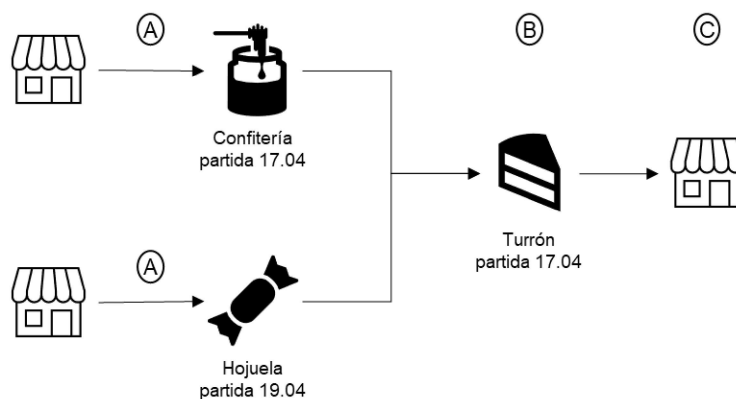 A
B
C
Confitería
partida 17.04
Turrón
partida 17.04
A
Hojuela
partida 19.04